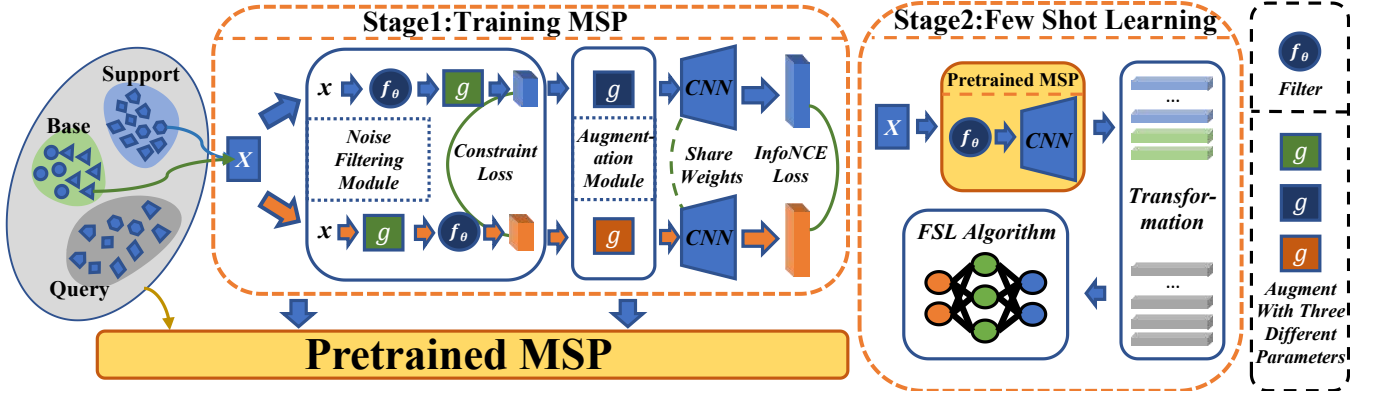 Support
Base
Query
X
Stage1:Training MSP
x
fθ
g
Noise
Filtering
Module
Constraint
Loss
x
g
fθ
g
Augment-
ation
Module
g
CNN
Share
Weights
CNN
InfoNCE
Loss
Pretrained MSP
Stage2:Few Shot Learning
X
Pretrained MSP
fθ
CNN
...
Transfor-
mation
...
FSL Algorithm
fθ
Filter
g
g
g
Augment
With Three
Different
Parameters